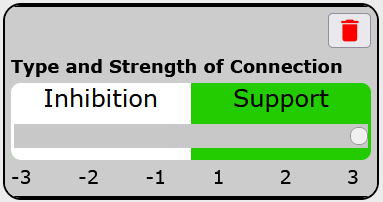 Type and Strength of Connection
Inhibition Support
-3 -2 -1 1 2 3